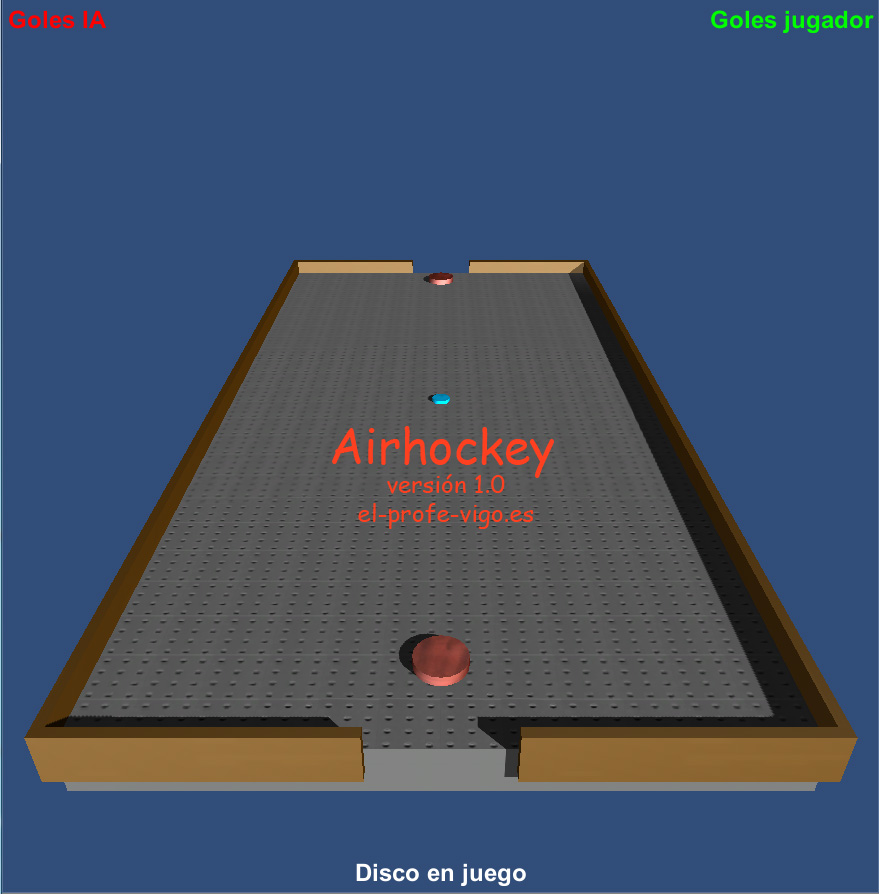 Goles IA
Goles jugador
Airhockey
versión 1.0
el-profe-vigo.es
Disco en juego